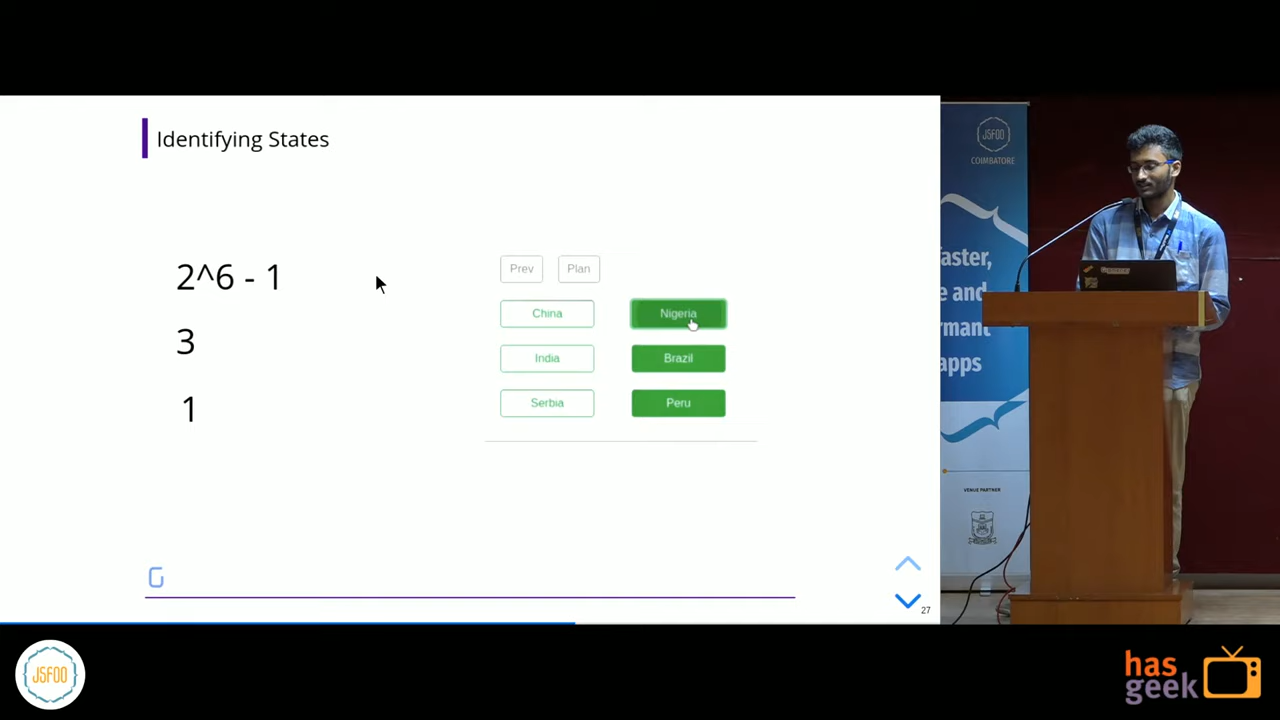 Identifying States
2^6 - 1
3
1
Prev
Plan
China
Nigeria
India
Brazil
Serbia
Peru
27
JSFOO
COIMBATORE
aster,
e and
rmant
apps
VENUE PARTNER
JSFOO
has
geek